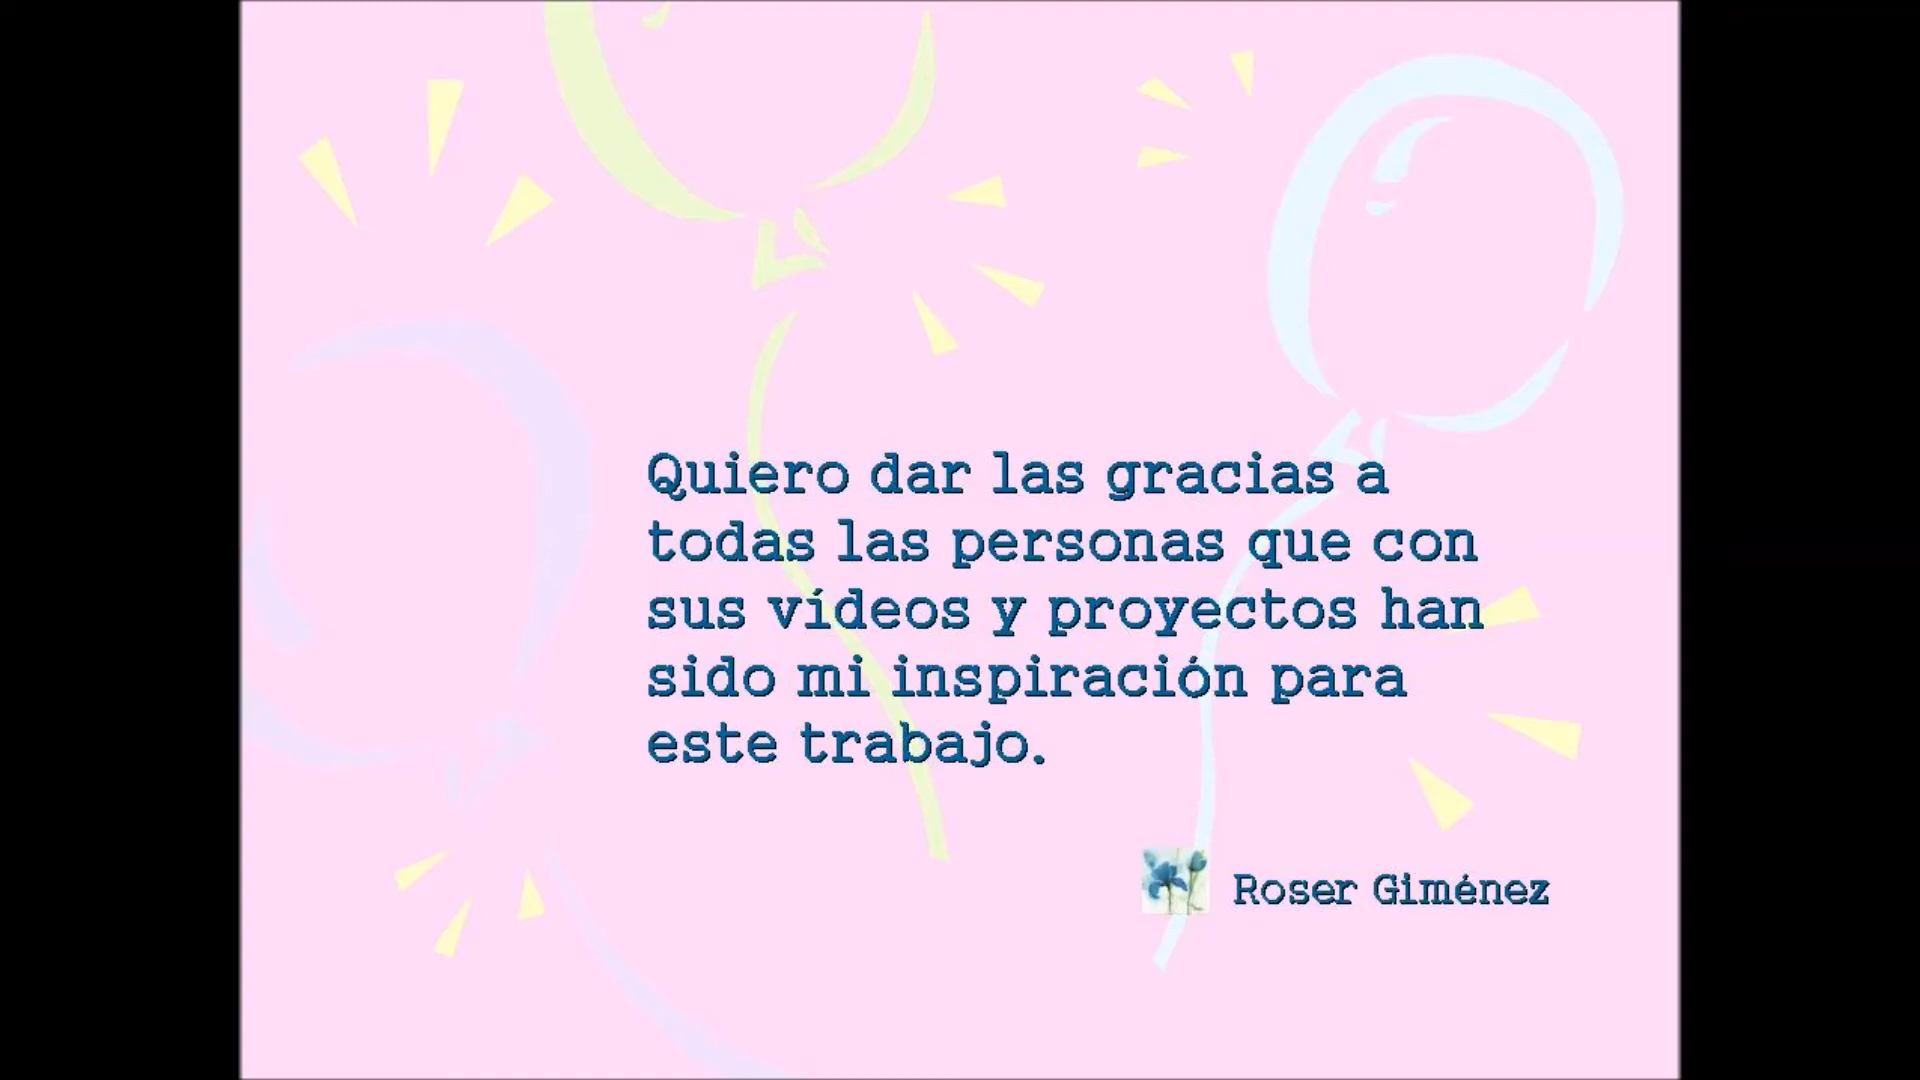 Quiero dar las gracias a
todas las personas que con
sus vídeos y proyectos han
sido mi inspiración para
este trabajo.
Roser Giménez